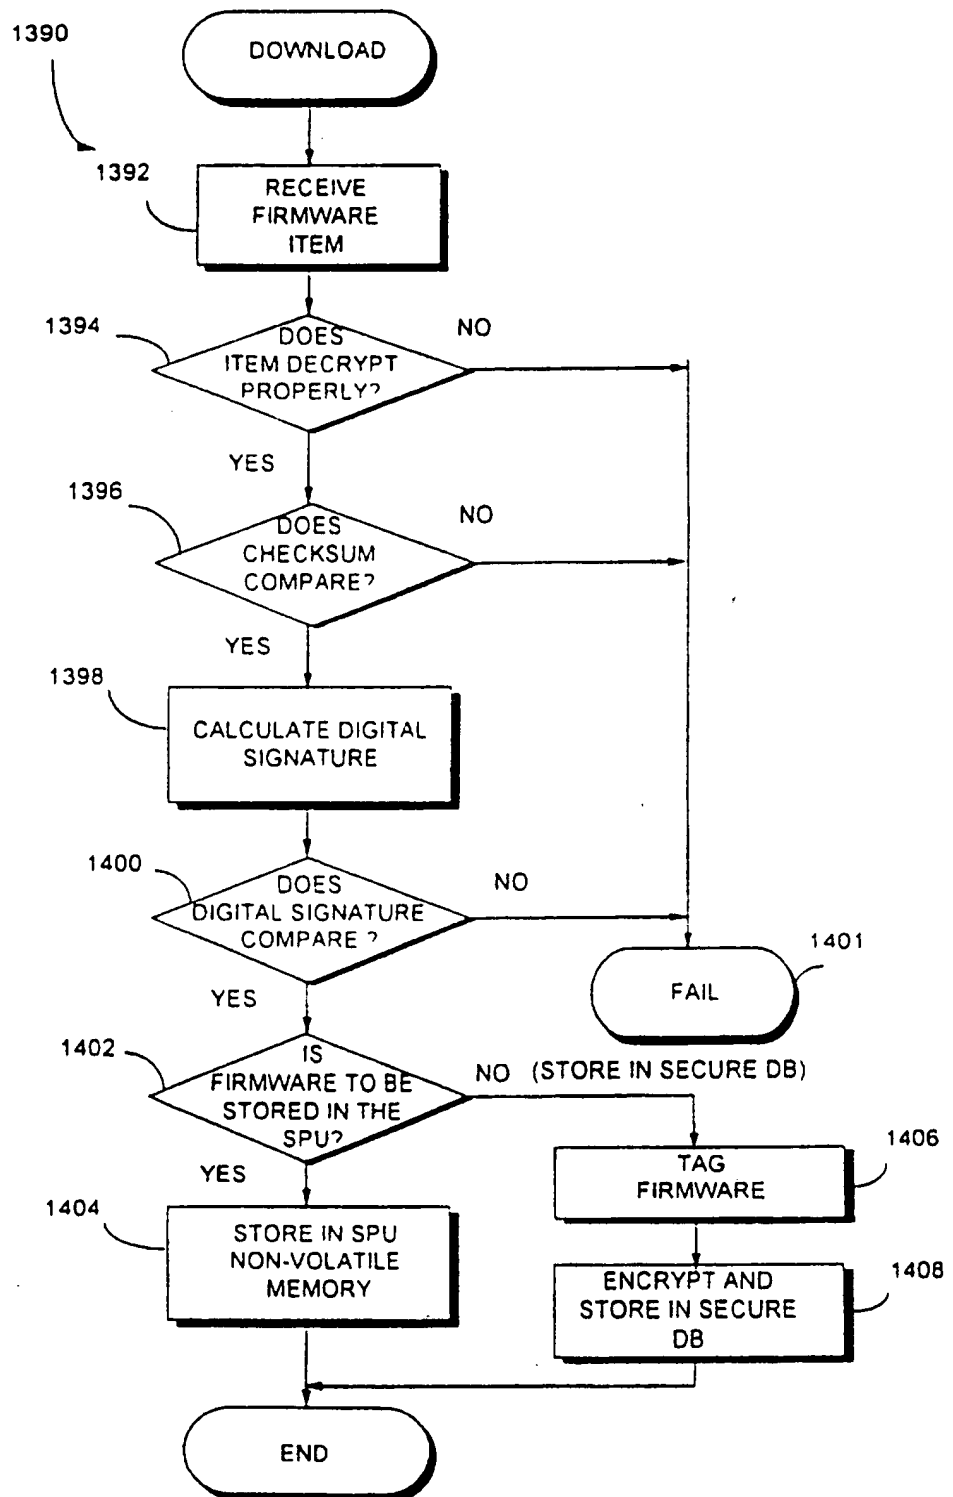 1390
DOWNLOAD
1392
RECEIVE
FIRMWARE
ITEM
1394
DOES
ITEM DECRYPT
PROPERLY?
NO
YES
1396
DOES
CHECKSUM
COMPARE?
NO
YES
1398
CALCULATE DIGITAL
SIGNATURE
1400
DOES
DIGITAL SIGNATURE
COMPARE ?
NO
YES
1401
FAIL
1402
IS
FIRMWARE TO BE
STORED IN THE
SPU?
NO (STORE IN SECURE DB)
YES
1404
STORE IN SPU
NON-VOLATILE
MEMORY
1406
TAG
FIRMWARE
1408
ENCRYPT AND
STORE IN SECURE
DB
END